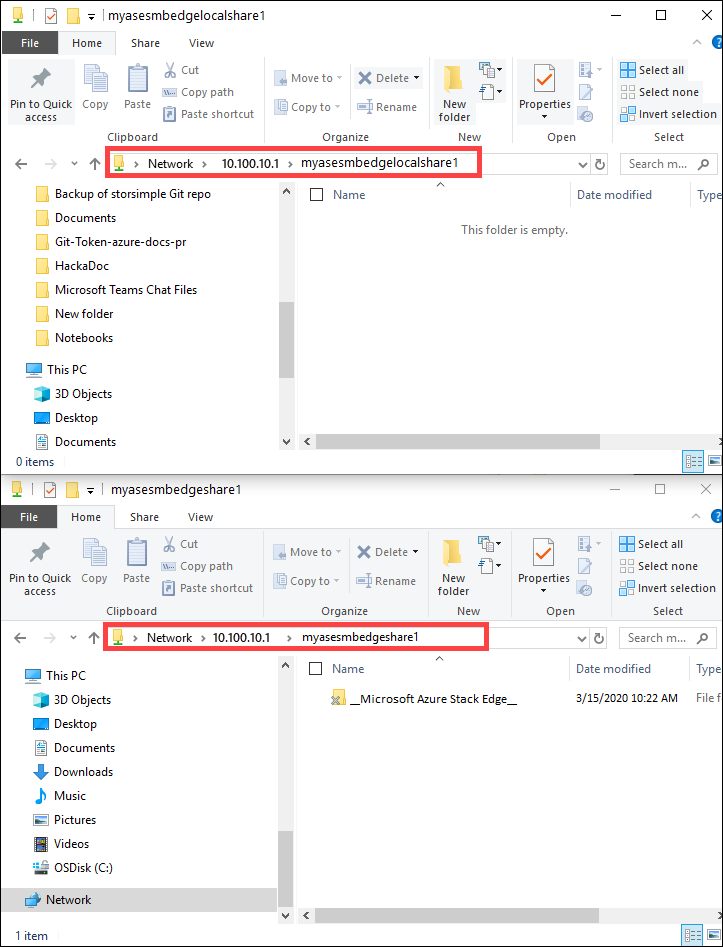 myasesmbedgelocalshare1
File Home Share View
Pin to Quick access
Copy
Paste
Cut
Copy path
Paste shortcut
Clipboard
Move to
Copy to
Delete
Rename
Organize
New folder
New
Properties
Open
Select all
Select none
Invert selection
Select
Network 10.100.10.1 myasesmbedgelocalshare1
Search m...
Backup of storsimple Git repo
Documents
Git-Token-azure-docs-pr
HackaDoc
Microsoft Teams Chat Files
New folder
Notebooks
This PC
3D Objects
Desktop
Documents
Name Date modified Type
This folder is empty.
0 items
myasesmbedgeshare1
File Home Share View
Pin to Quick access
Copy
Paste
Cut
Copy path
Paste shortcut
Clipboard
Move to
Copy to
Delete
Rename
Organize
New folder
New
Properties
Open
Select all
Select none
Invert selection
Select
Network 10.100.10.1 myasesmbedgeshare1
Search m...
This PC
3D Objects
Desktop
Documents
Downloads
Music
Pictures
Videos
OSDisk (C:)
Network
Name Date modified Type
__Microsoft Azure Stack Edge__ 3/15/2020 10:22 AM File f
1 item